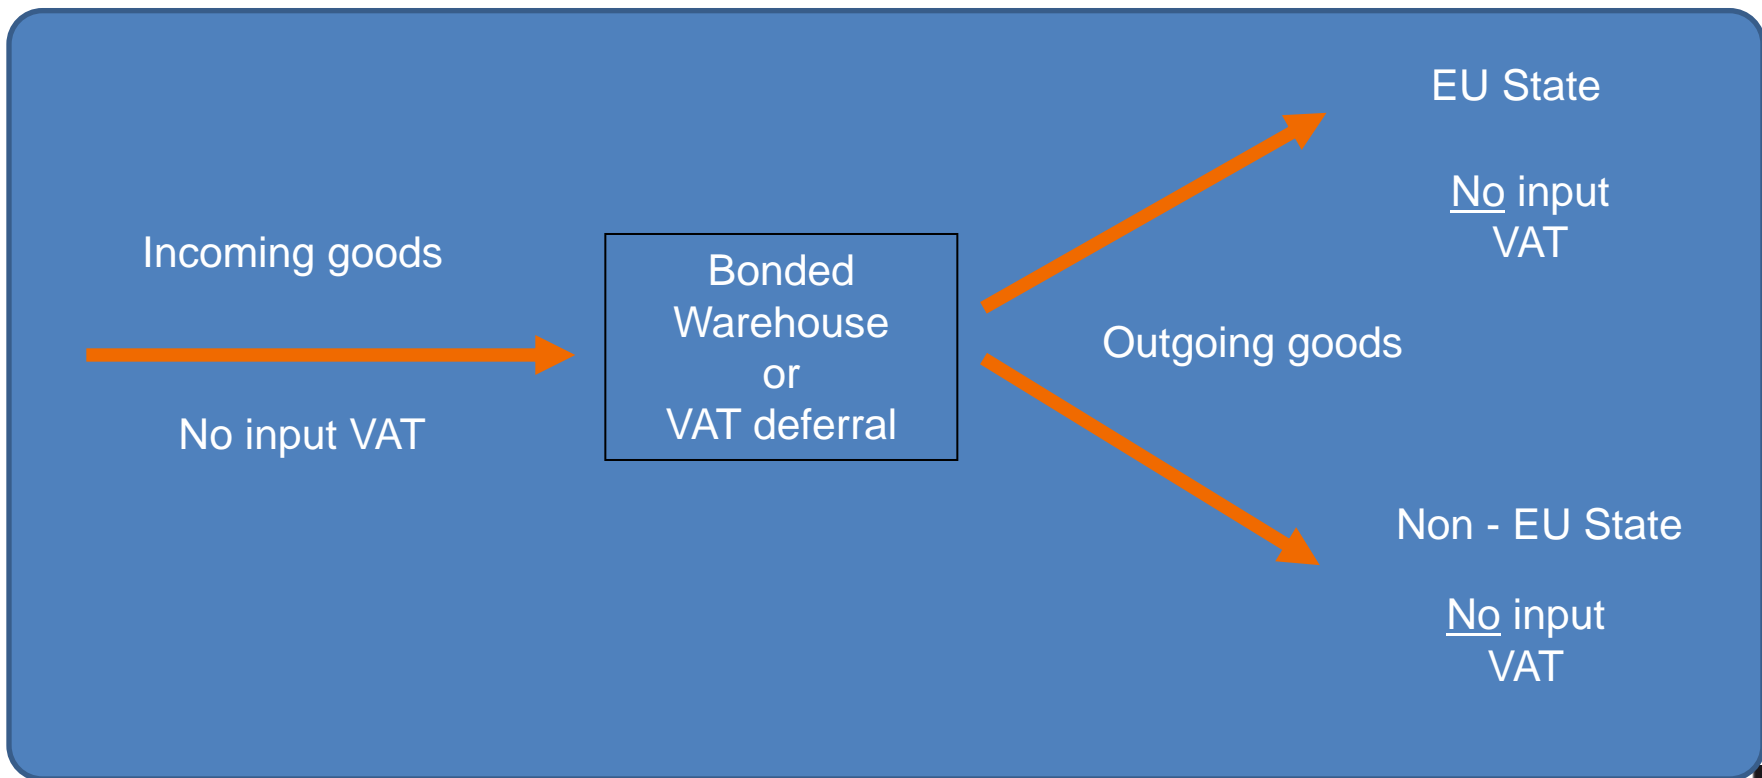 Incoming goods
No input VAT
Bonded
Warehouse
or
VAT deferral
EU State
No input
VAT
Outgoing goods
Non - EU State
No input
VAT